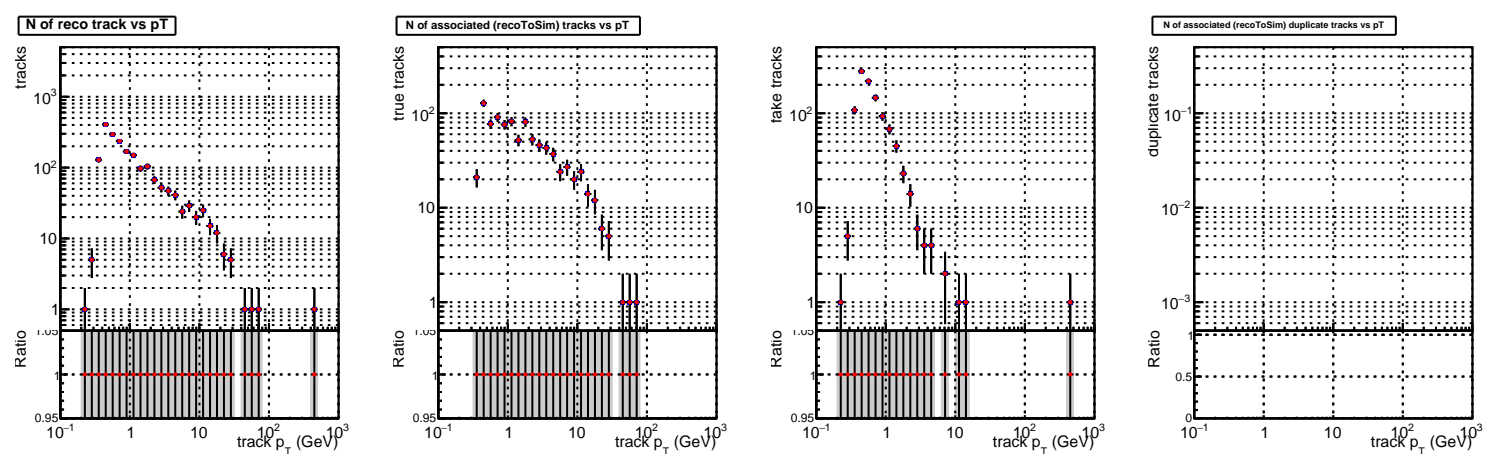 N of reco track vs pT
tracks
10³
10²
10
1
Ratio
1.05
1
0.95
10⁻¹ 1 10 10² 10³
track p_T (GeV)
N of associated (recoToSim) tracks vs pT
true tracks
10²
10
1
Ratio
1.05
1
0.95
10⁻¹ 1 10 10² 10³
track p_T (GeV)
fake tracks
10²
10
1
Ratio
1.05
1
0.95
10⁻¹ 1 10 10² 10³
track p_T (GeV)
N of associated (recoToSim) duplicate tracks vs pT
duplicate tracks
10⁻¹
10⁻²
10⁻³
Ratio
1
0.5
0
10⁻¹ 1 10 10² 10³
track p_T (GeV)